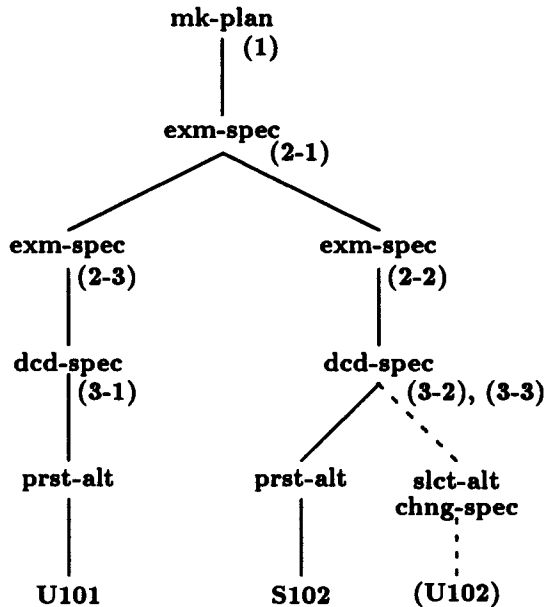 mk-plan
(1)
exm-spec
(2-1)
exm-spec exm-spec
(2-3) (2-2)
dcd-spec dcd-spec
(3-1) (3-2), (3-3)
prst-alt prst-alt slct-alt
chng-spec
U101 S102 (U102)